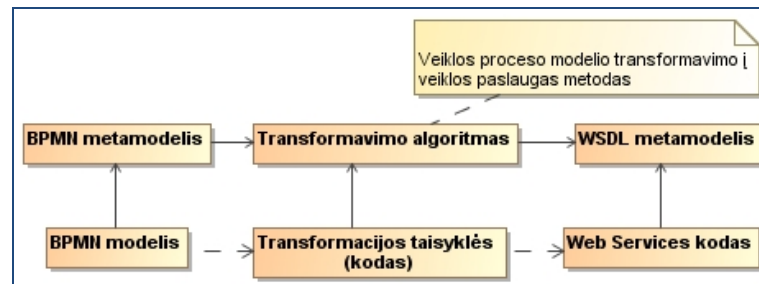 Veiklos proceso modelio transformavimo į
veiklos paslaugas metodas
BPMN metamodelis
Transformavimo algoritmas
WSDL metamodelis
BPMN modelis
Transformacijos taisyklės
(kodas)
Web Services kodas